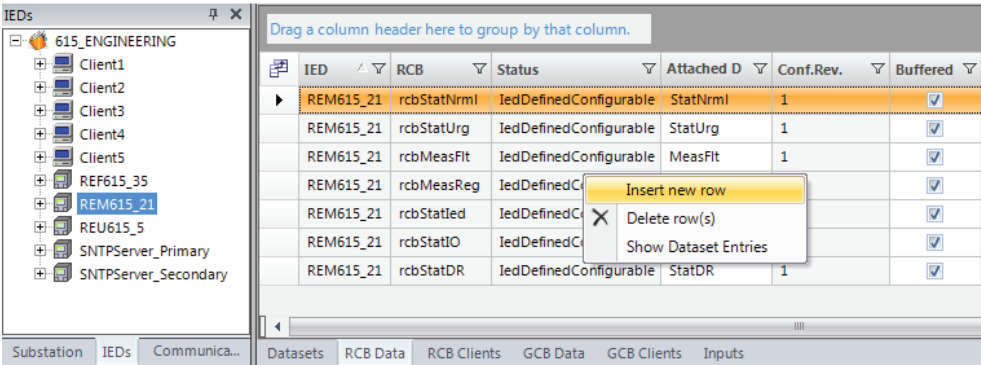 IEDs
615_ENGINEERING
Client1
Client2
Client3
Client4
Client5
REF615_35
REM615_21
REU615_5
SNTPServer_Primary
SNTPServer_Secondary
Substation IEDs Communica...
Drag a column header here to group by that column.
IED RCB Status Attached D Conf.Rev. Buffered
REM615_21 rcbStatNrml IedDefinedConfigurable StatNrml 1
REM615_21 rcbStatUrg IedDefinedConfigurable StatUrg 1
REM615_21 rcbMeasFlt IedDefinedConfigurable MeasFlt 1
REM615_21 rcbMeasReg IedDefinedC
REM615_21 rcbStatIed IedDefinedC
REM615_21 rcbStatIO IedDefinedC
REM615_21 rcbStatDR IedDefinedConfigurable StatDR 1
Insert new row
Delete row(s)
Show Dataset Entries
Datasets RCB Data RCB Clients GCB Data GCB Clients Inputs